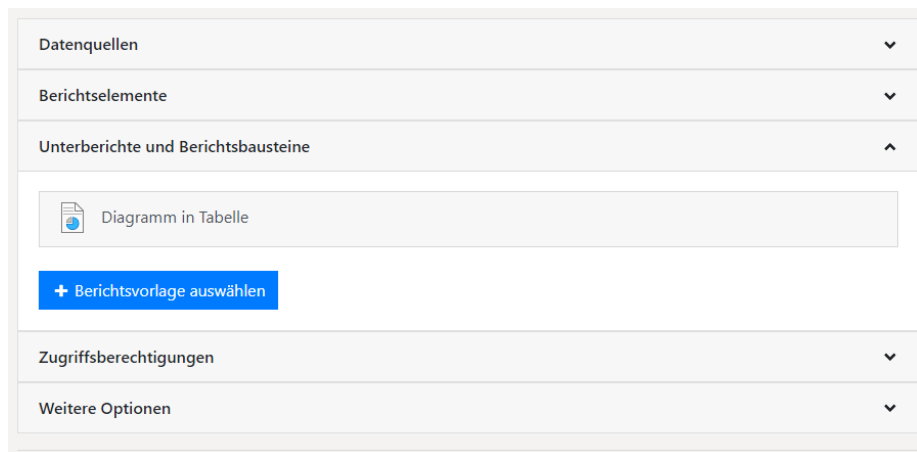 Datenquellen
Berichtselemente
Unterberichte und Berichtsbausteine
Diagramm in Tabelle
+ Berichtsvorlage auswählen
Zugriffsberechtigungen
Weitere Optionen